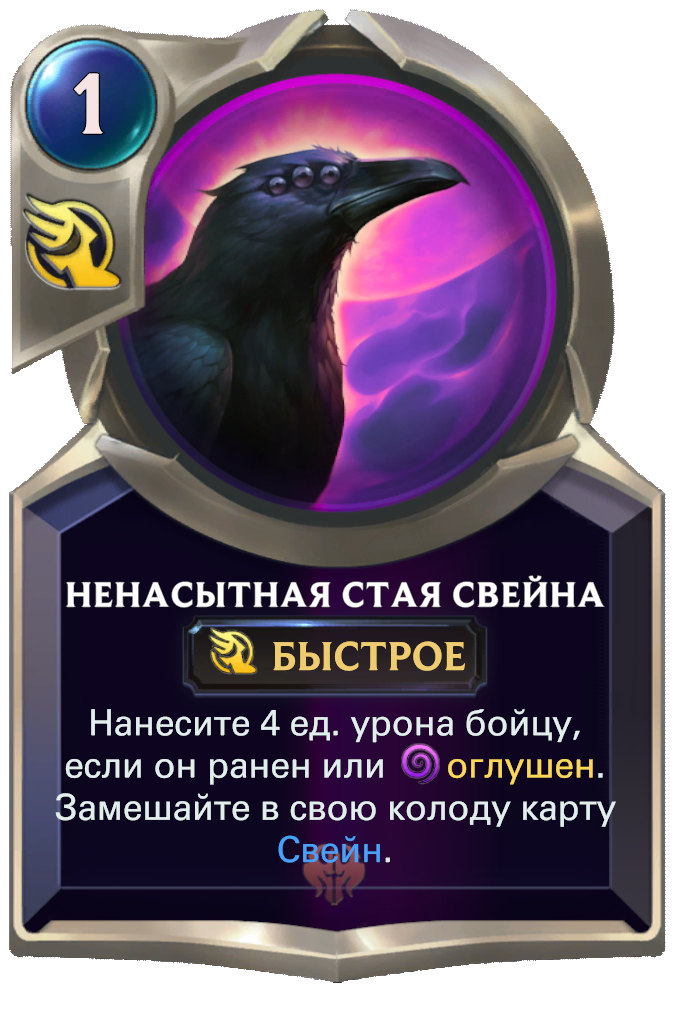 1
НЕНАСЫТНАЯ СТАЯ СВЕЙНА
БЫСТРОЕ
Нанесите 4 ед. урона бойцу,
если он ранен или оглушен.
Замешайте в свою колоду карту
Свейн.